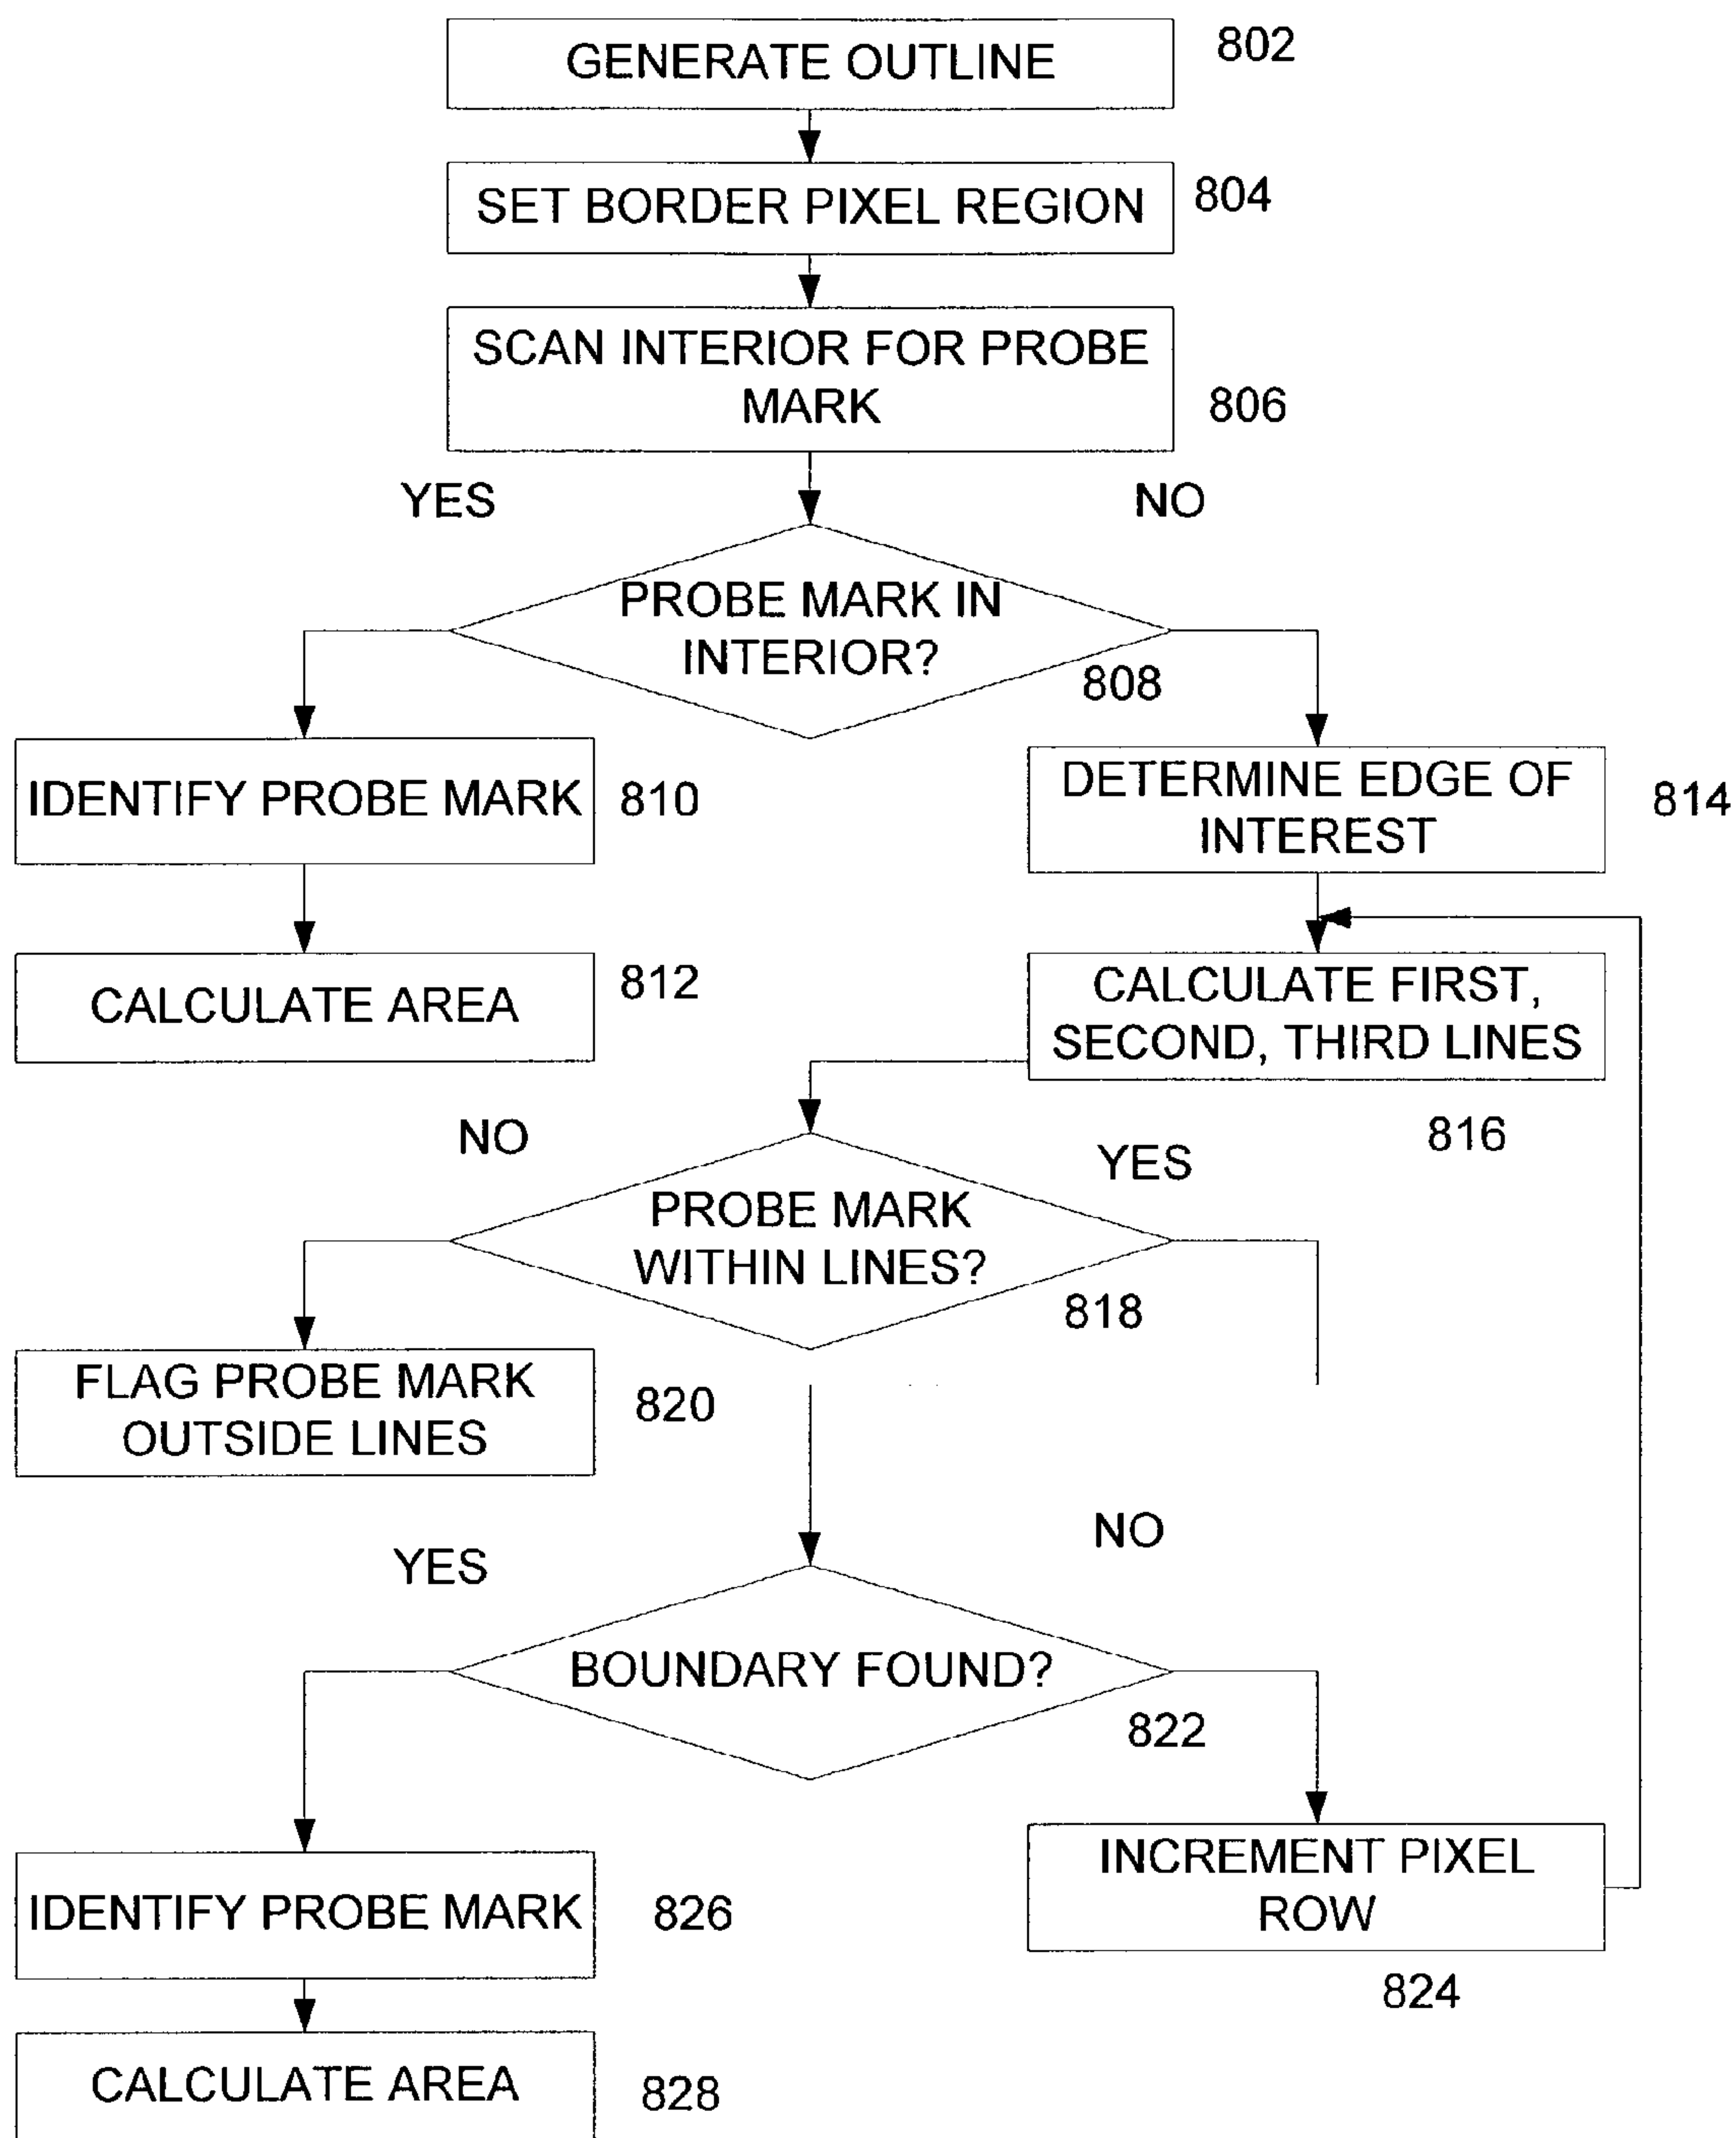 GENERATE OUTLINE
802
SET BORDER PIXEL REGION
804
SCAN INTERIOR FOR PROBE
MARK
806
YES
NO
PROBE MARK IN
INTERIOR?
808
IDENTIFY PROBE MARK
810
DETERMINE EDGE OF
INTEREST
814
CALCULATE AREA
812
CALCULATE FIRST,
SECOND, THIRD LINES
816
NO
YES
PROBE MARK
WITHIN LINES?
818
FLAG PROBE MARK
OUTSIDE LINES
820
YES
NO
BOUNDARY FOUND?
822
IDENTIFY PROBE MARK
826
INCREMENT PIXEL
ROW
824
CALCULATE AREA
828